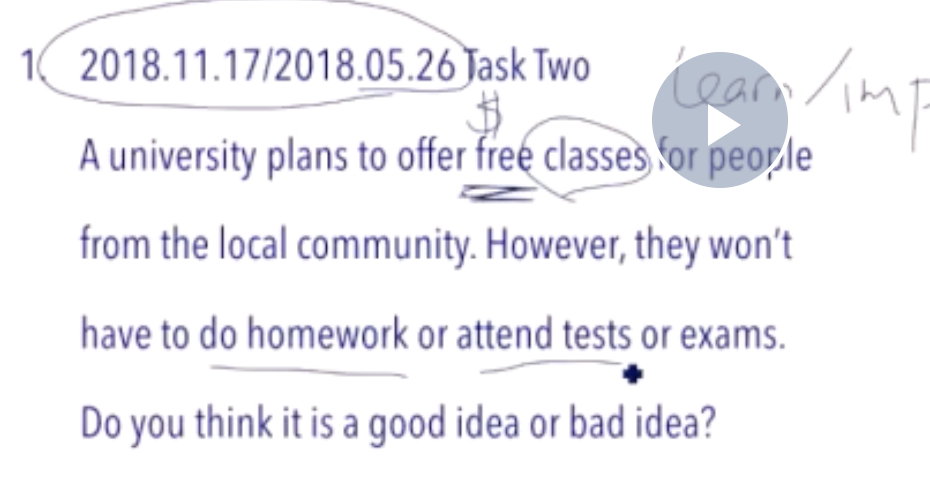 1. 2018.11.17/2018.05.26 Task Two
learn/imp
$
A university plans to offer free classes for people
from the local community. However, they won't
have to do homework or attend tests or exams.
Do you think it is a good idea or bad idea?